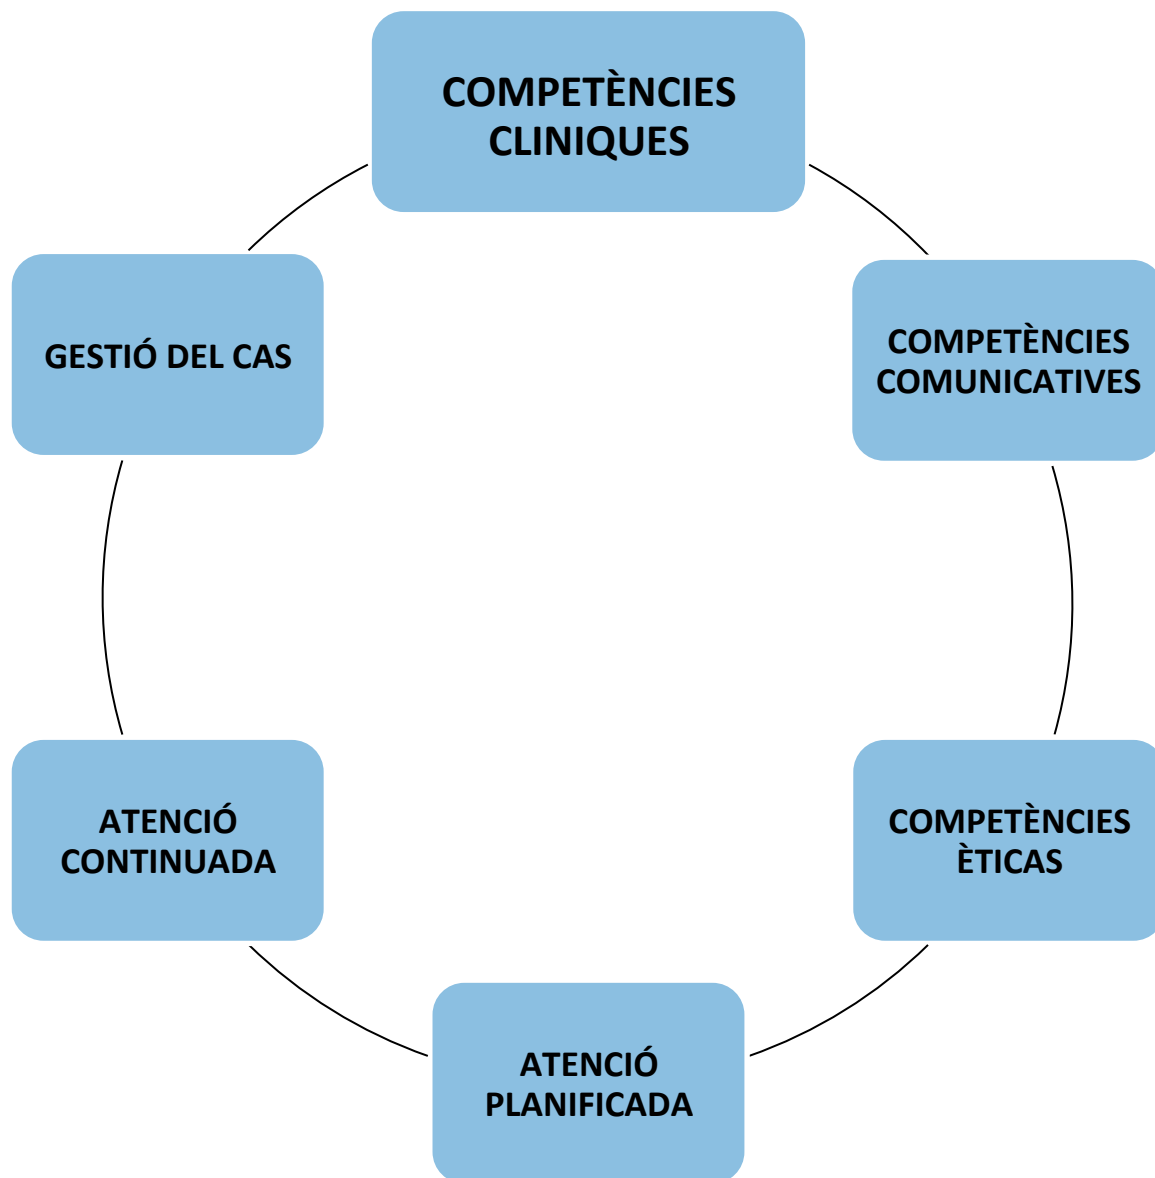 COMPETÈNCIES
CLINIQUES
COMPETÈNCIES
COMUNICATIVES
COMPETÈNCIES
ÈTICAS
ATENCIÓ
PLANIFICADA
ATENCIÓ
CONTINUADA
GESTIÓ DEL CAS